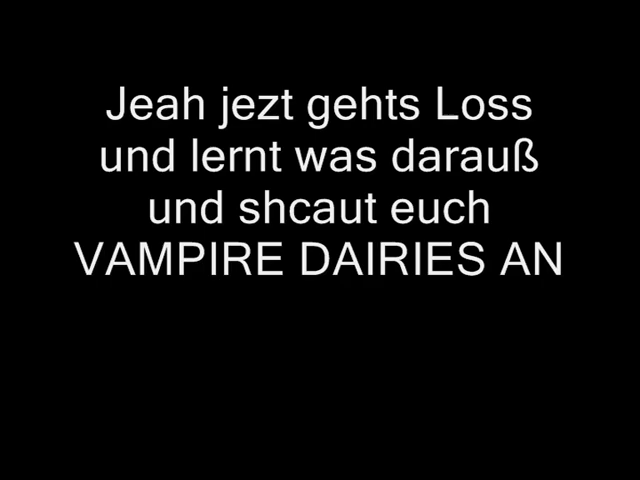 Jeah jezt gehts Loss
und lernt was darauß
und shcaut euch
VAMPIRE DAIRIES AN